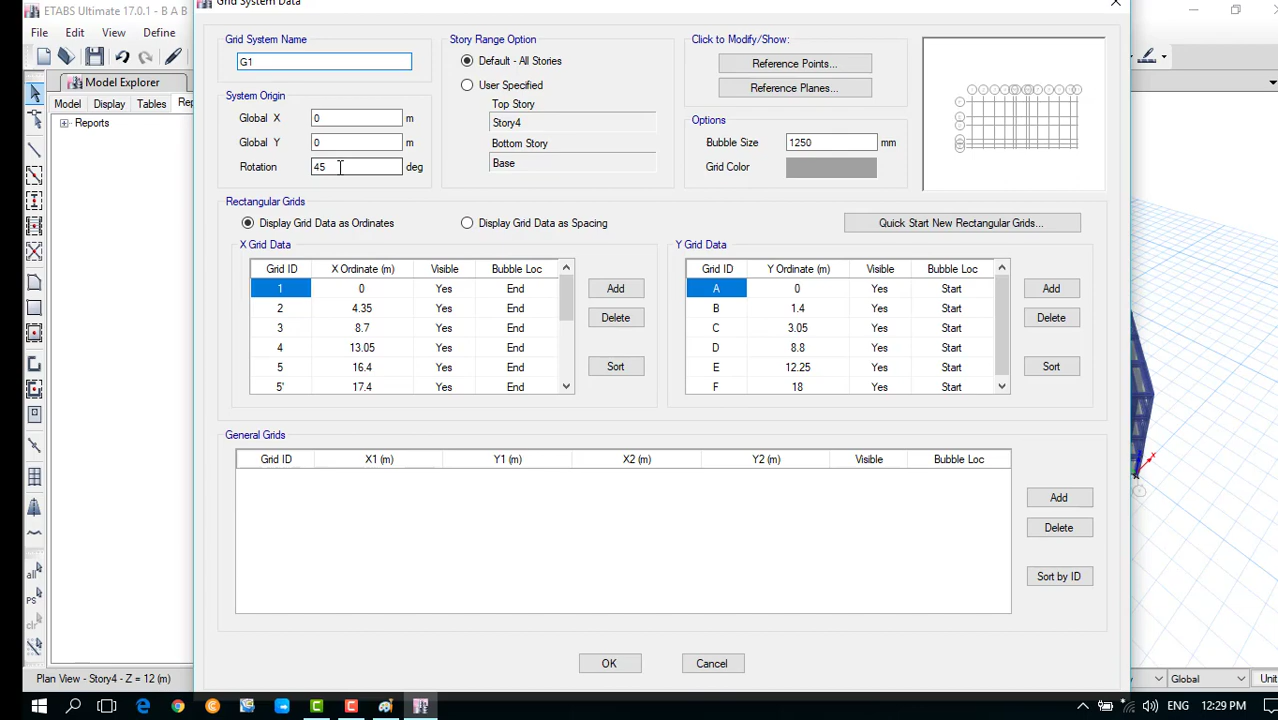 Grid System Data
ETABS Ultimate 17.0.1 - B A B
File Edit View Define
Model Explorer
Model Display Tables
Reports
Grid System Name
G1
System Origin
Global X 0 m
Global Y 0 m
Rotation 45 deg
Story Range Option
Default - All Stories
User Specified
Top Story
Story4
Bottom Story
Base
Click to Modify/Show:
Reference Points...
Reference Planes...
Options
Bubble Size 1250 mm
Grid Color
Rectangular Grids
Display Grid Data as Ordinates
Display Grid Data as Spacing
Quick Start New Rectangular Grids...
X Grid Data
Grid ID X Ordinate (m) Visible Bubble Loc
1 0 Yes End
2 4.35 Yes End
3 8.7 Yes End
4 13.05 Yes End
5 16.4 Yes End
5' 17.4 Yes End
Add
Delete
Sort
Y Grid Data
Grid ID Y Ordinate (m) Visible Bubble Loc
A 0 Yes Start
B 1.4 Yes Start
C 3.05 Yes Start
D 8.8 Yes Start
E 12.25 Yes Start
F 18 Yes Start
Add
Delete
Sort
General Grids
Grid ID X1 (m) Y1 (m) X2 (m) Y2 (m) Visible Bubble Loc
Add
Delete
Sort by ID
OK
Cancel
all
PS
clr
X
Plan View - Story4 - Z = 12 (m)
Global
ENG 12:29 PM